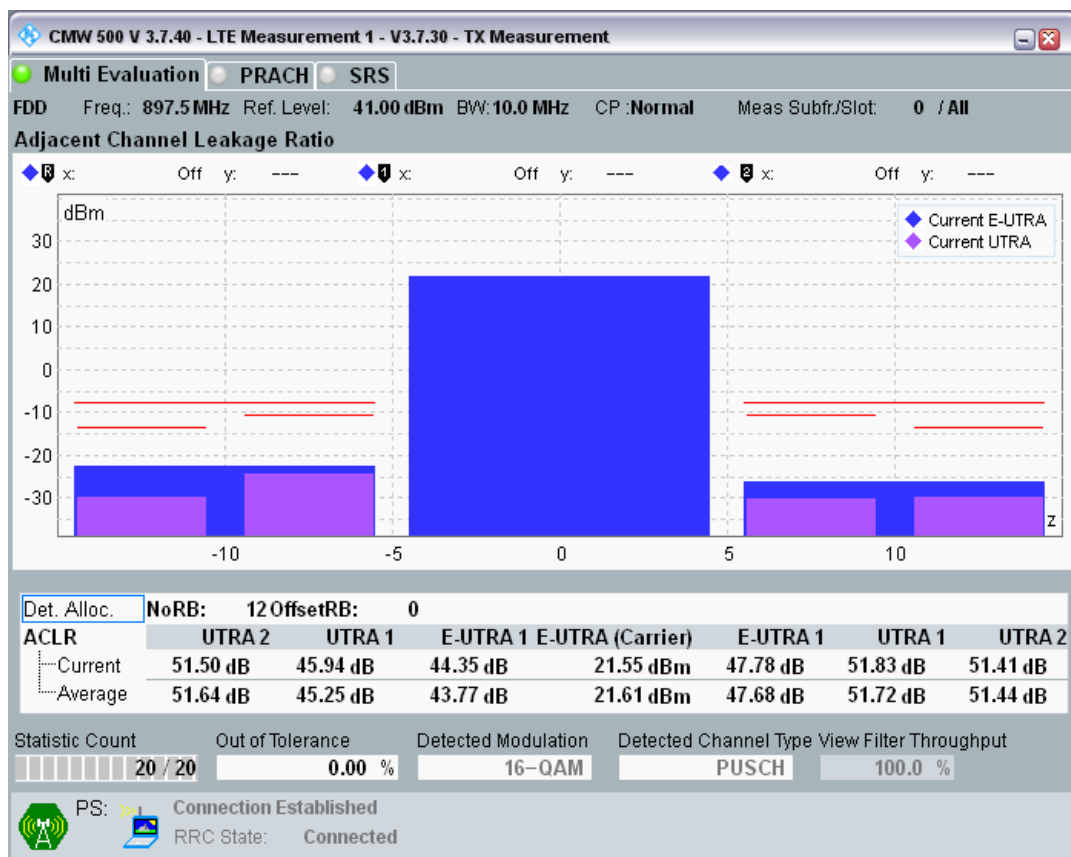 CMW 500 V 3.7.40 - LTE Measurement 1 - V3.7.30 - TX Measurement
Multi Evaluation PRACH SRS
FDD Freq.: 897.5 MHz Ref. Level: 41.00 dBm BW: 10.0 MHz CP :Normal Meas Subfr./Slot: 0 / All
Adjacent Channel Leakage Ratio
R x: Off y: --- 1 x: Off y: --- 2 x: Off y: ---
dBm
Current E-UTRA
Current UTRA
30
20
10
0
-10
-20
-30
z
-10 -5 0 5 10
Det. Alloc. NoRB: 12 OffsetRB: 0
ACLR UTRA 2 UTRA 1 E-UTRA 1 E-UTRA (Carrier) E-UTRA 1 UTRA 1 UTRA 2
Current 51.50 dB 45.94 dB 44.35 dB 21.55 dBm 47.78 dB 51.83 dB 51.41 dB
Average 51.64 dB 45.25 dB 43.77 dB 21.61 dBm 47.68 dB 51.72 dB 51.44 dB
Statistic Count Out of Tolerance Detected Modulation Detected Channel Type View Filter Throughput
20 / 20 0.00 % 16-QAM PUSCH 100.0 %
PS: Connection Established
RRC State: Connected